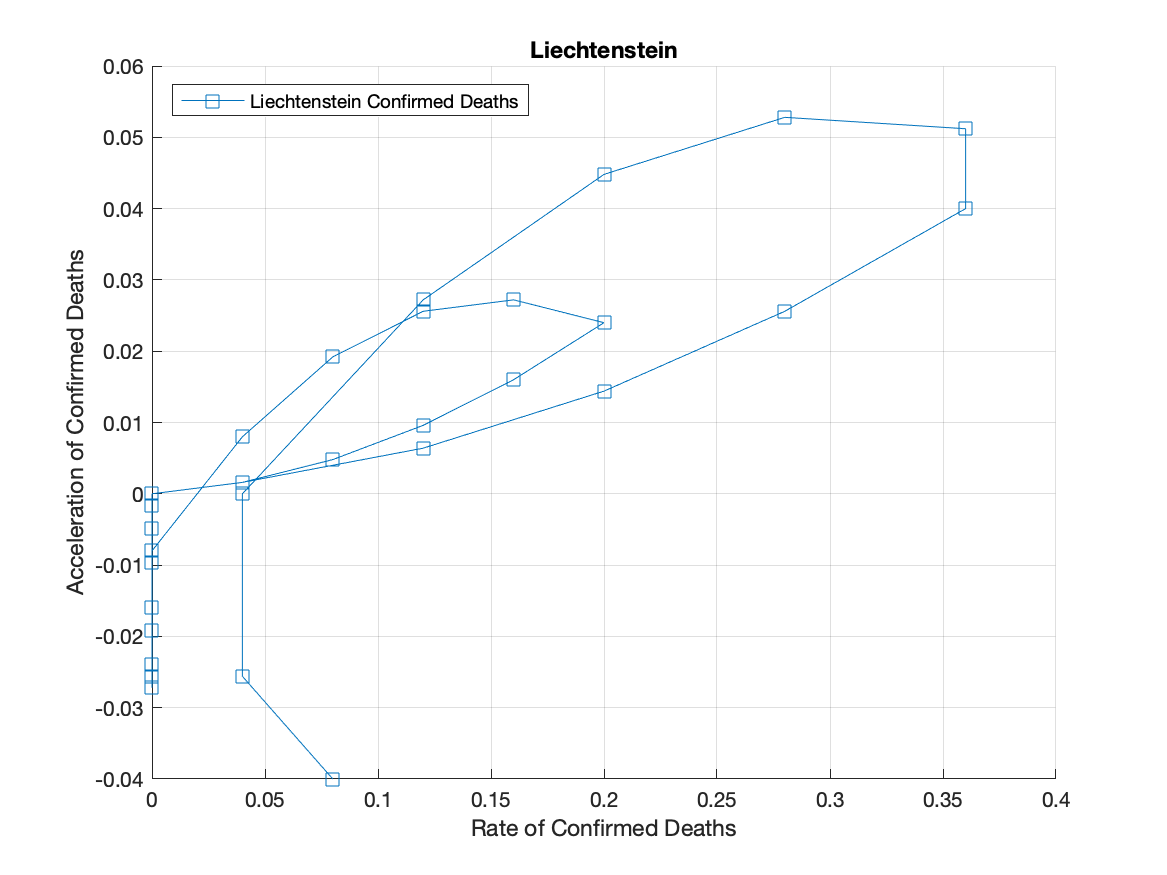 Liechtenstein
Liechtenstein Confirmed Deaths
0.06
0.05
0.04
0.03
0.02
0.01
0
-0.01
-0.02
-0.03
-0.04
Acceleration of Confirmed Deaths
0 0.05 0.1 0.15 0.2 0.25 0.3 0.35 0.4
Rate of Confirmed Deaths